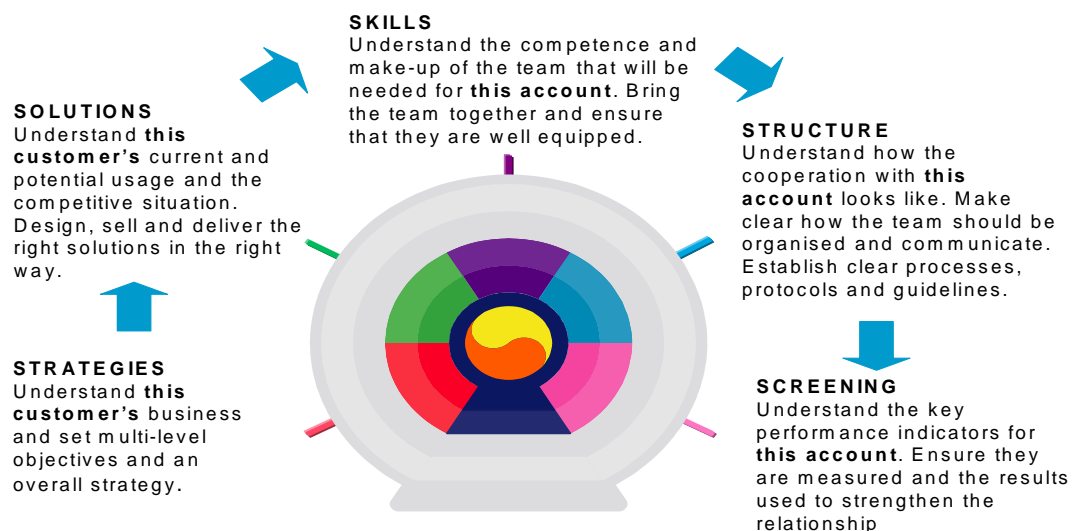 SKILLS
Understand the competence and
make-up of the team that will be
needed for this account. Bring
the team together and ensure
that they are well equipped.
SOLUTIONS
Understand this
customer's current and
potential usage and the
competitive situation.
Design, sell and deliver the
right solutions in the right
way.
STRUCTURE
Understand how the
cooperation with this
account looks like. Make
clear how the team should be
organised and communicate.
Establish clear processes,
protocols and guidelines.
STRATEGIES
Understand this
customer's business
and set multi-level
objectives and an
overall strategy.
SCREENING
Understand the key
performance indicators for
this account. Ensure they
are measured and the results
used to strengthen the
relationship